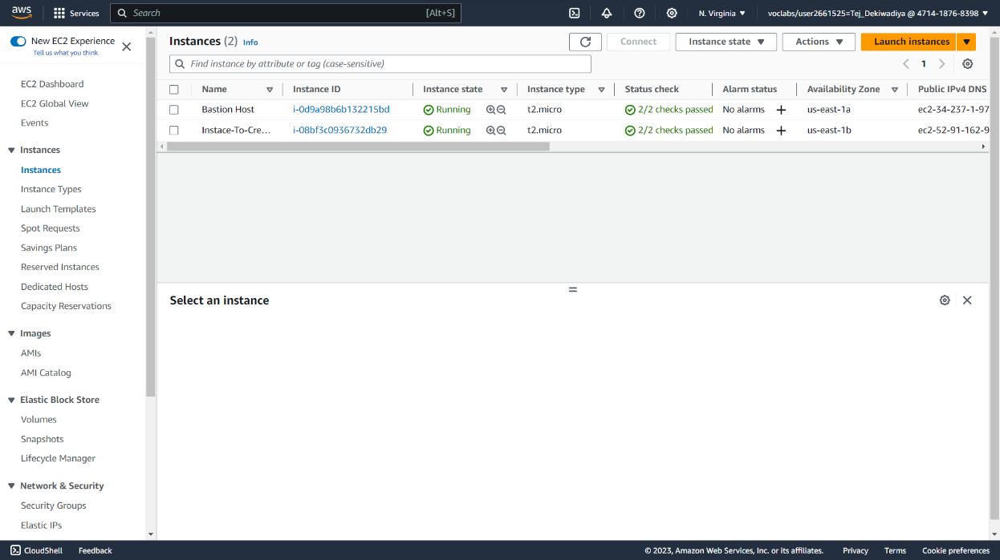 aws Services Search [Alt+S] N. Virginia voclabs/user2661525=Tej_Dekiwadiya @ 4714-1876-8398
New EC2 Experience
Tell us what you think
EC2 Dashboard
EC2 Global View
Events
Instances
Instances
Instance Types
Launch Templates
Spot Requests
Savings Plans
Reserved Instances
Dedicated Hosts
Capacity Reservations
Images
AMIs
AMI Catalog
Elastic Block Store
Volumes
Snapshots
Lifecycle Manager
Network & Security
Security Groups
Elastic IPs
Instances (2) Info
Connect Instance state Actions Launch instances
Find instance by attribute or tag (case-sensitive)
1
Name Instance ID Instance state Instance type Status check Alarm status Availability Zone Public IPv4 DNS
Bastion Host i-0d9a98b6b132215bd Running t2.micro 2/2 checks passed No alarms + us-east-1a ec2-34-237-1-97
Instace-To-Cre... i-08bf3c0936732db29 Running t2.micro 2/2 checks passed No alarms + us-east-1b ec2-52-91-162-9
Select an instance
CloudShell Feedback © 2023, Amazon Web Services, Inc. or its affiliates. Privacy Terms Cookie preferences